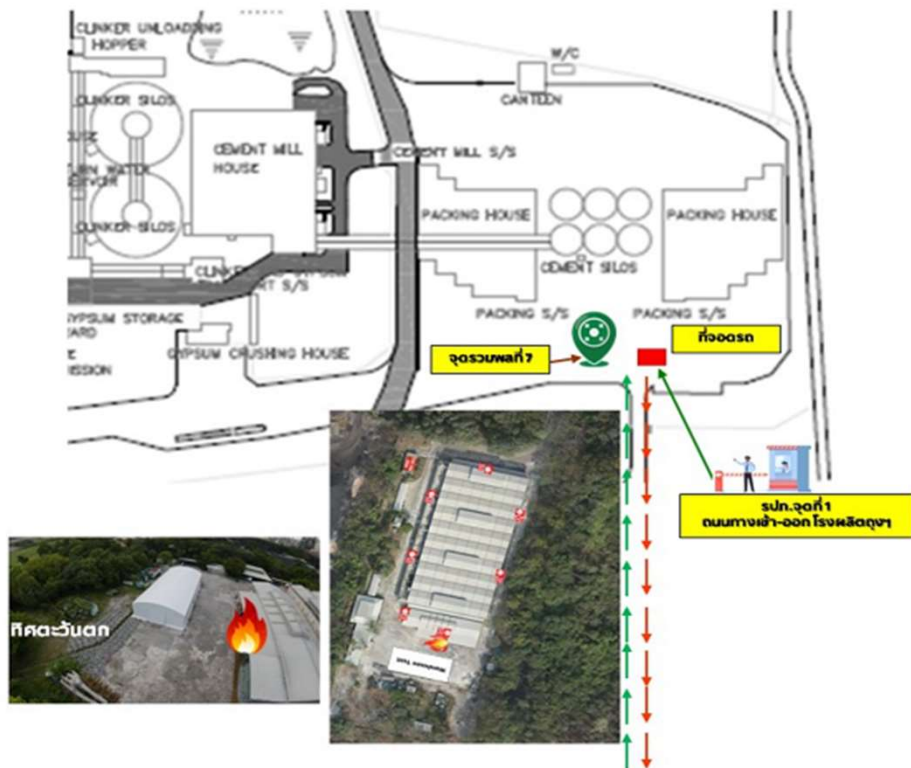 CLINKER UNLOADING
HOPPER
W/C
CANTEEN
CLINKER SILOS
CEMENT MILL
HOUSE
CEMENT MILL S/S
PACKING HOUSE
PACKING HOUSE
CLINKER SILOS
CEMENT SILOS
GYPSUM STORAGE
PACKING S/S
PACKING S/S
GYPSUM CRUSHING HOUSE
จุดรวมพลที่ 7
ที่จอดรถ
รปภ.จุดที่ 1
ถนนทางเข้า-ออก โรงผลิตถุงฯ
ทิศตะวันตก
Warehouse Tent